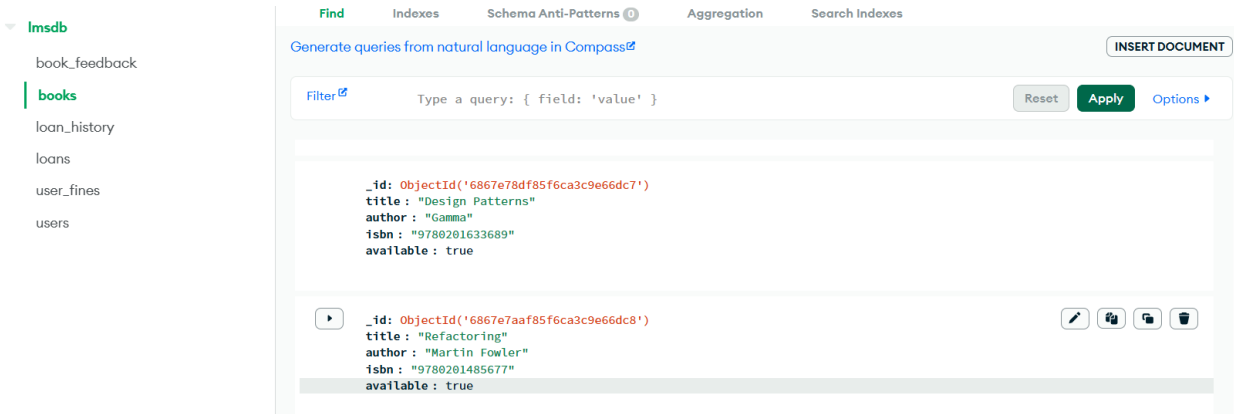 lmsdb
book_feedback
books
loan_history
loans
user_fines
users
Find Indexes Schema Anti-Patterns 0 Aggregation Search Indexes
Generate queries from natural language in Compass
INSERT DOCUMENT
Filter Type a query: { field: 'value' } Reset Apply Options
_id: ObjectId('6867e78df85f6ca3c9e66dc7')
title : "Design Patterns"
author : "Gamma"
isbn : "9780201633689"
available : true
_id: ObjectId('6867e7aaf85f6ca3c9e66dc8')
title : "Refactoring"
author : "Martin Fowler"
isbn : "9780201485677"
available : true